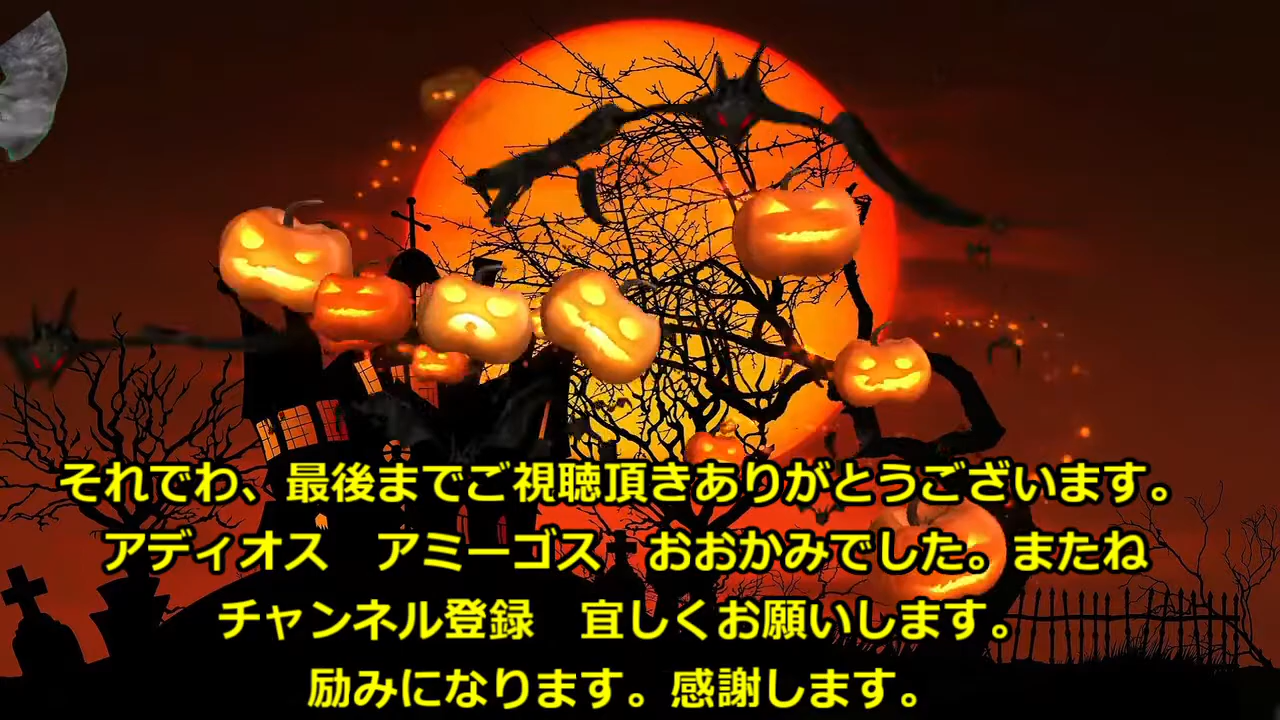 それでわ、最後までご視聴頂きありがとうございます。
アディオス　アミーゴス　おおかみでした。またね
チャンネル登録　宜しくお願いします。
励みになります。感謝します。